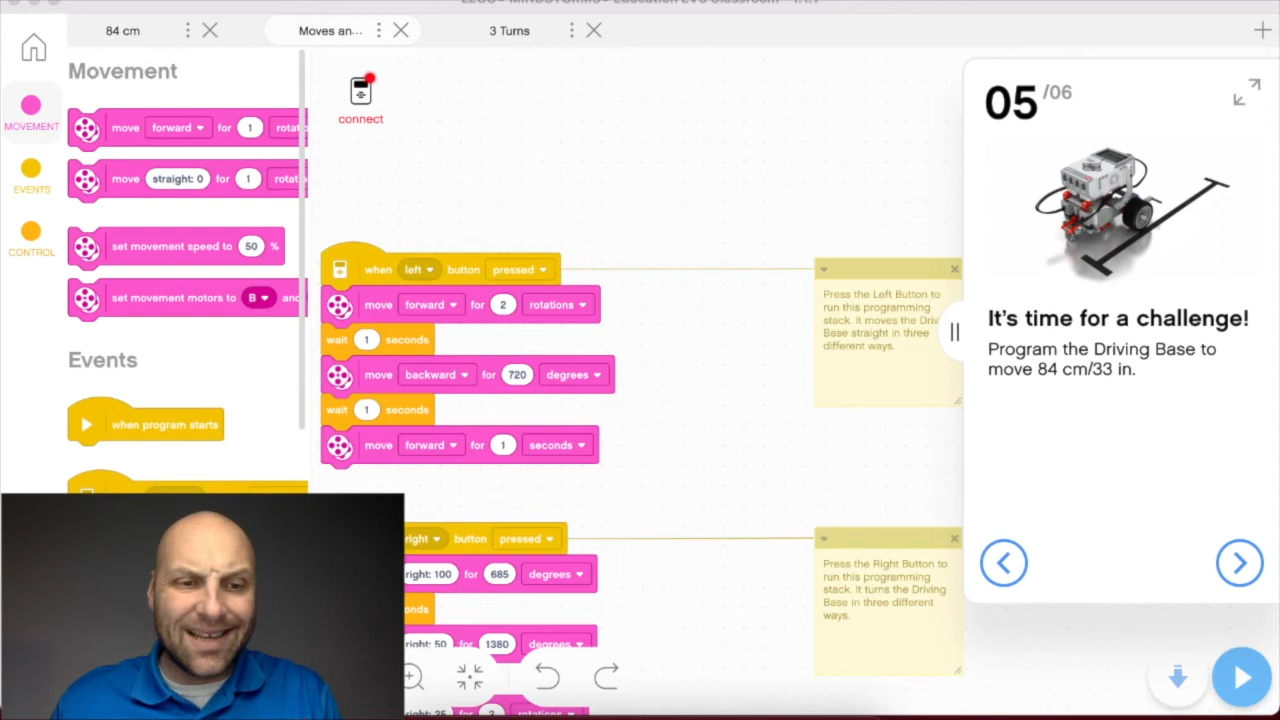 84 cm
Moves an...
3 Turns
MOVEMENT
EVENTS
CONTROL
Movement
move forward for 1
move straight: 0 for 1
set movement speed to 50 %
set movement motors to B
Events
when program starts
connect
when left button pressed
move forward for 2 rotations
wait 1 seconds
move backward for 720 degrees
wait 1 seconds
move forward for 1 seconds
Press the Left Button to
run this programming
stack. It moves the
Base straight in three
different ways.
right button pressed
right: 100 for 685 degrees
right: 50 for 1380 degrees
Press the Right Button to
run this programming
stack. It turns the Driving
Base in three different
ways.
05 /06
It's time for a challenge!
Program the Driving Base to
move 84 cm/33 in.